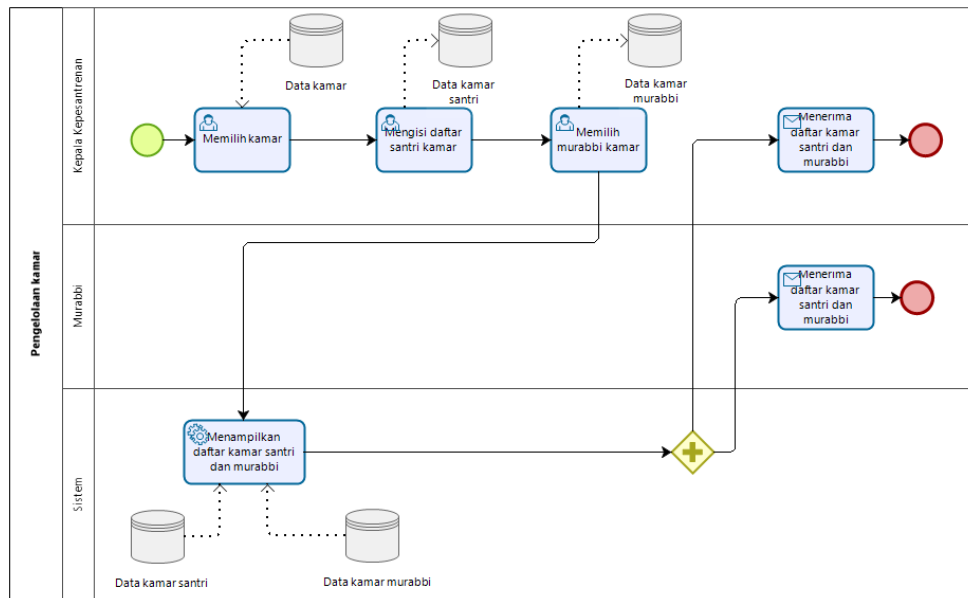 Pengelolaan kamar
Kepala Kepesantrenan
Data kamar
Data kamar
santri
Data kamar
murabbi
Memilih kamar
Mengisi daftar
santri kamar
Memilih
murabbi kamar
Menerima
daftar kamar
santri dan
murabbi
Murabbi
Menerima
daftar kamar
santri dan
murabbi
Sistem
Menampilkan
daftar kamar santri
dan murabbi
Data kamar santri
Data kamar murabbi